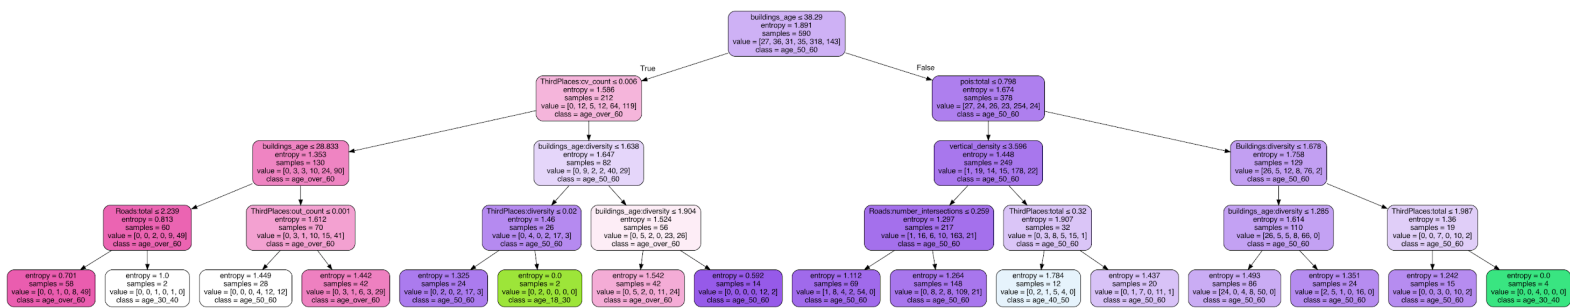 buildings_age ≤ 38.29
entropy = 1.891
samples = 590
value = [27, 36, 31, 35, 318, 143]
class = age_50_60
True
False
ThirdPlaces:cv_count ≤ 0.006
entropy = 1.586
samples = 212
value = [0, 12, 5, 12, 64, 119]
class = age_over_60
pois:total ≤ 0.798
entropy = 1.674
samples = 378
value = [27, 24, 26, 23, 254, 24]
class = age_50_60
buildings_age ≤ 28.833
entropy = 1.353
samples = 130
value = [0, 3, 3, 10, 24, 90]
class = age_over_60
buildings_age:diversity ≤ 1.638
entropy = 1.647
samples = 82
value = [0, 9, 2, 2, 40, 29]
class = age_50_60
vertical_density ≤ 3.596
entropy = 1.448
samples = 249
value = [1, 19, 14, 15, 178, 22]
class = age_50_60
Buildings:diversity ≤ 1.678
entropy = 1.758
samples = 129
value = [26, 5, 12, 8, 76, 2]
class = age_50_60
Roads:total ≤ 2.239
entropy = 0.813
samples = 60
value = [0, 0, 2, 0, 9, 49]
class = age_over_60
ThirdPlaces:out_count ≤ 0.001
entropy = 1.612
samples = 70
value = [0, 3, 1, 10, 15, 41]
class = age_over_60
ThirdPlaces:diversity ≤ 0.02
entropy = 1.46
samples = 26
value = [0, 4, 0, 2, 17, 3]
class = age_50_60
buildings_age:diversity ≤ 1.904
entropy = 1.524
samples = 56
value = [0, 5, 2, 0, 23, 26]
class = age_over_60
Roads:number_intersections ≤ 0.259
entropy = 1.297
samples = 217
value = [1, 16, 6, 10, 163, 21]
class = age_50_60
ThirdPlaces:total ≤ 0.32
entropy = 1.907
samples = 32
value = [0, 3, 8, 5, 15, 1]
class = age_50_60
buildings_age:diversity ≤ 1.285
entropy = 1.614
samples = 110
value = [26, 5, 5, 8, 66, 0]
class = age_50_60
ThirdPlaces:total ≤ 1.987
entropy = 1.36
samples = 19
value = [0, 0, 7, 0, 10, 2]
class = age_50_60
entropy = 0.701
samples = 58
value = [0, 0, 1, 0, 8, 49]
class = age_over_60
entropy = 1.0
samples = 2
value = [0, 0, 1, 0, 1, 0]
class = age_30_40
entropy = 1.449
samples = 28
value = [0, 0, 0, 4, 12, 12]
class = age_50_60
entropy = 1.442
samples = 42
value = [0, 3, 1, 6, 3, 29]
class = age_over_60
entropy = 1.325
samples = 24
value = [0, 2, 0, 2, 17, 3]
class = age_50_60
entropy = 0.0
samples = 2
value = [0, 2, 0, 0, 0, 0]
class = age_18_30
entropy = 1.542
samples = 42
value = [0, 5, 2, 0, 11, 24]
class = age_over_60
entropy = 0.592
samples = 14
value = [0, 0, 0, 0, 12, 2]
class = age_50_60
entropy = 1.112
samples = 69
value = [1, 8, 4, 2, 54, 0]
class = age_50_60
entropy = 1.264
samples = 148
value = [0, 8, 2, 8, 109, 21]
class = age_50_60
entropy = 1.784
samples = 12
value = [0, 2, 1, 5, 4, 0]
class = age_40_50
entropy = 1.437
samples = 20
value = [0, 1, 7, 0, 11, 1]
class = age_50_60
entropy = 1.493
samples = 86
value = [24, 0, 4, 8, 50, 0]
class = age_50_60
entropy = 1.351
samples = 24
value = [2, 5, 1, 0, 16, 0]
class = age_50_60
entropy = 1.242
samples = 15
value = [0, 0, 3, 0, 10, 2]
class = age_50_60
entropy = 0.0
samples = 4
value = [0, 0, 4, 0, 0, 0]
class = age_30_40